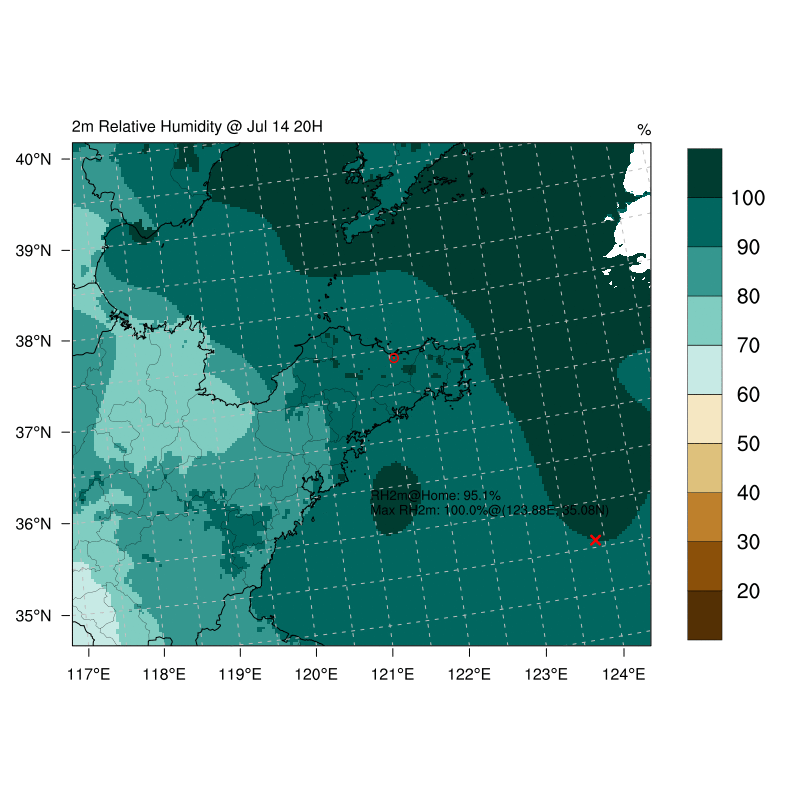 2m Relative Humidity @ Jul 14 20H
%
40°N
39°N
38°N
37°N
36°N
35°N
117°E
118°E
119°E
120°E
121°E
122°E
123°E
124°E
RH2m@Home: 95.1%
Max RH2m: 100.0%@(123.88E, 35.08N)
100
90
80
70
60
50
40
30
20